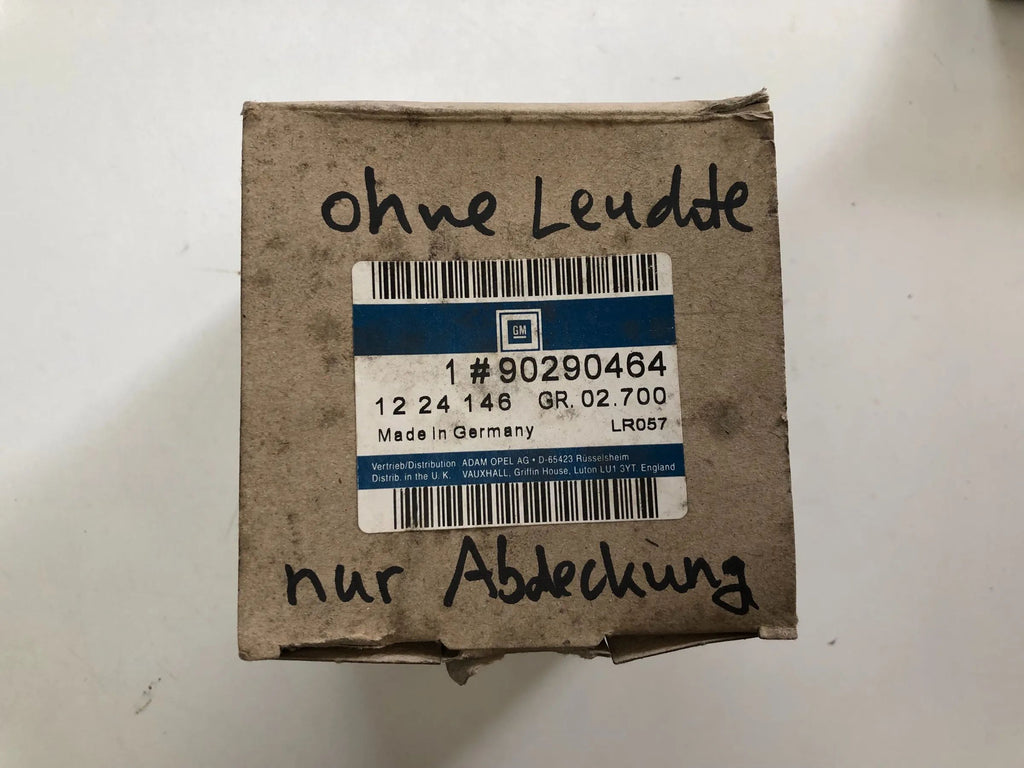 ohne Leuchte
GM
1 # 90290464
12 24 146 GR. 02.700
Made in Germany LR057
Vertrieb/Distribution ADAM OPEL AG • D-65423 Rüsselsheim
Distrib. in the U. K. VAUXHALL, Griffin House, Luton LU1 3YT. England
nur Abdeckung